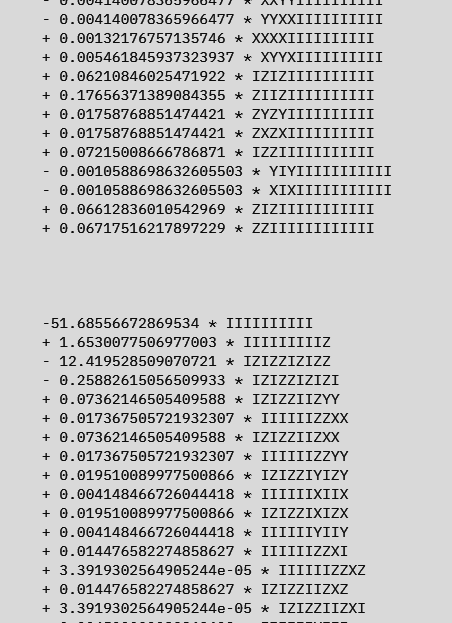 - 0.004140078365966477 * XXYYIIIIIIIIII
- 0.004140078365966477 * YYXXIIIIIIIIII
+ 0.00132176757135746 * XXXXIIIIIIIIII
+ 0.005461845937323937 * XYYXIIIIIIIIII
+ 0.06210846025471922 * IZIZIIIIIIIIII
+ 0.17656371389084355 * ZIIZIIIIIIIIII
+ 0.01758768851474421 * ZYZYIIIIIIIIII
+ 0.01758768851474421 * ZXZXIIIIIIIIII
+ 0.07215008666786871 * IZZIIIIIIIIIII
- 0.0010588698632605503 * YIYIIIIIIIIIII
- 0.0010588698632605503 * XIXIIIIIIIIIII
+ 0.06612836010542969 * ZIZIIIIIIIIIII
+ 0.06717516217897229 * ZZIIIIIIIIIIII
-51.68556672869534 * IIIIIIIIII
+ 1.6530077506977003 * IIIIIIIIIZ
- 12.419528509070721 * IZIZZIZIZZ
- 0.25882615056509933 * IZIZZIZIZI
+ 0.07362146505409588 * IZIZZIIZYY
+ 0.017367505721932307 * IIIIIIZZXX
+ 0.07362146505409588 * IZIZZIIZXX
+ 0.017367505721932307 * IIIIIIZZYY
+ 0.019510089977500866 * IZIZZIYIZY
+ 0.004148466726044418 * IIIIIIXIIX
+ 0.019510089977500866 * IZIZZIXIZX
+ 0.004148466726044418 * IIIIIIYIIY
+ 0.014476582274858627 * IIIIIIZZXI
+ 3.3919302564905244e-05 * IIIIIIZZXZ
+ 0.014476582274858627 * IZIZZIIZXZ
+ 3.3919302564905244e-05 * IZIZZIIZXI